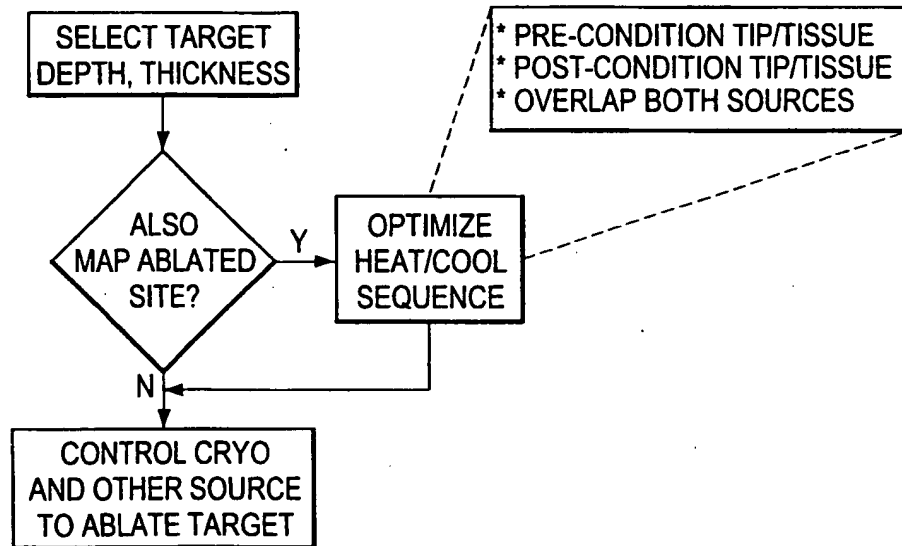 SELECT TARGET
DEPTH, THICKNESS
* PRE-CONDITION TIP/TISSUE
* POST-CONDITION TIP/TISSUE
* OVERLAP BOTH SOURCES
ALSO
MAP ABLATED
SITE?
Y
OPTIMIZE
HEAT/COOL
SEQUENCE
N
CONTROL CRYO
AND OTHER SOURCE
TO ABLATE TARGET